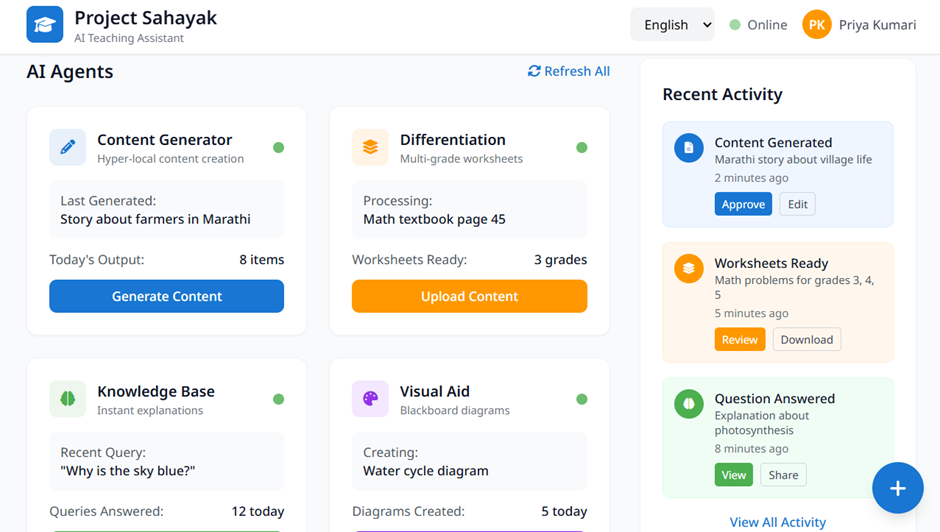 Project Sahayak
AI Teaching Assistant
English
Online
PK
Priya Kumari
AI Agents
Refresh All
Content Generator
Hyper-local content creation
Last Generated:
Story about farmers in Marathi
Today's Output:
8 items
Generate Content
Differentiation
Multi-grade worksheets
Processing:
Math textbook page 45
Worksheets Ready:
3 grades
Upload Content
Knowledge Base
Instant explanations
Recent Query:
"Why is the sky blue?"
Queries Answered:
12 today
Visual Aid
Blackboard diagrams
Creating:
Water cycle diagram
Diagrams Created:
5 today
Recent Activity
Content Generated
Marathi story about village life
2 minutes ago
Approve
Edit
Worksheets Ready
Math problems for grades 3, 4,
5
5 minutes ago
Review
Download
Question Answered
Explanation about
photosynthesis
8 minutes ago
View
Share
+
View All Activity